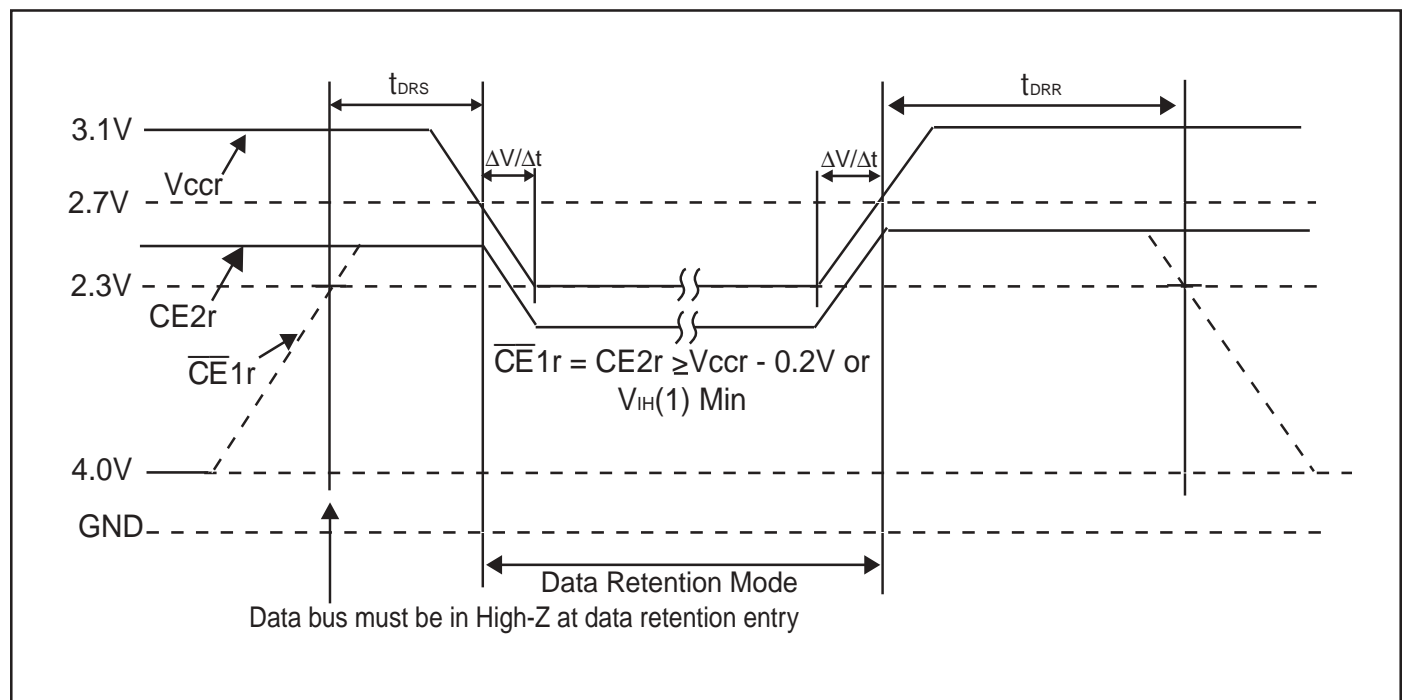 tDRS
tDRR
3.1V
ΔV/Δt
ΔV/Δt
Vccr
2.7V
2.3V
CE2r
C̅E̅1r
C̅E̅1r = CE2r ≥Vccr - 0.2V or
VIH(1) Min
4.0V
GND
Data Retention Mode
Data bus must be in High-Z at data retention entry